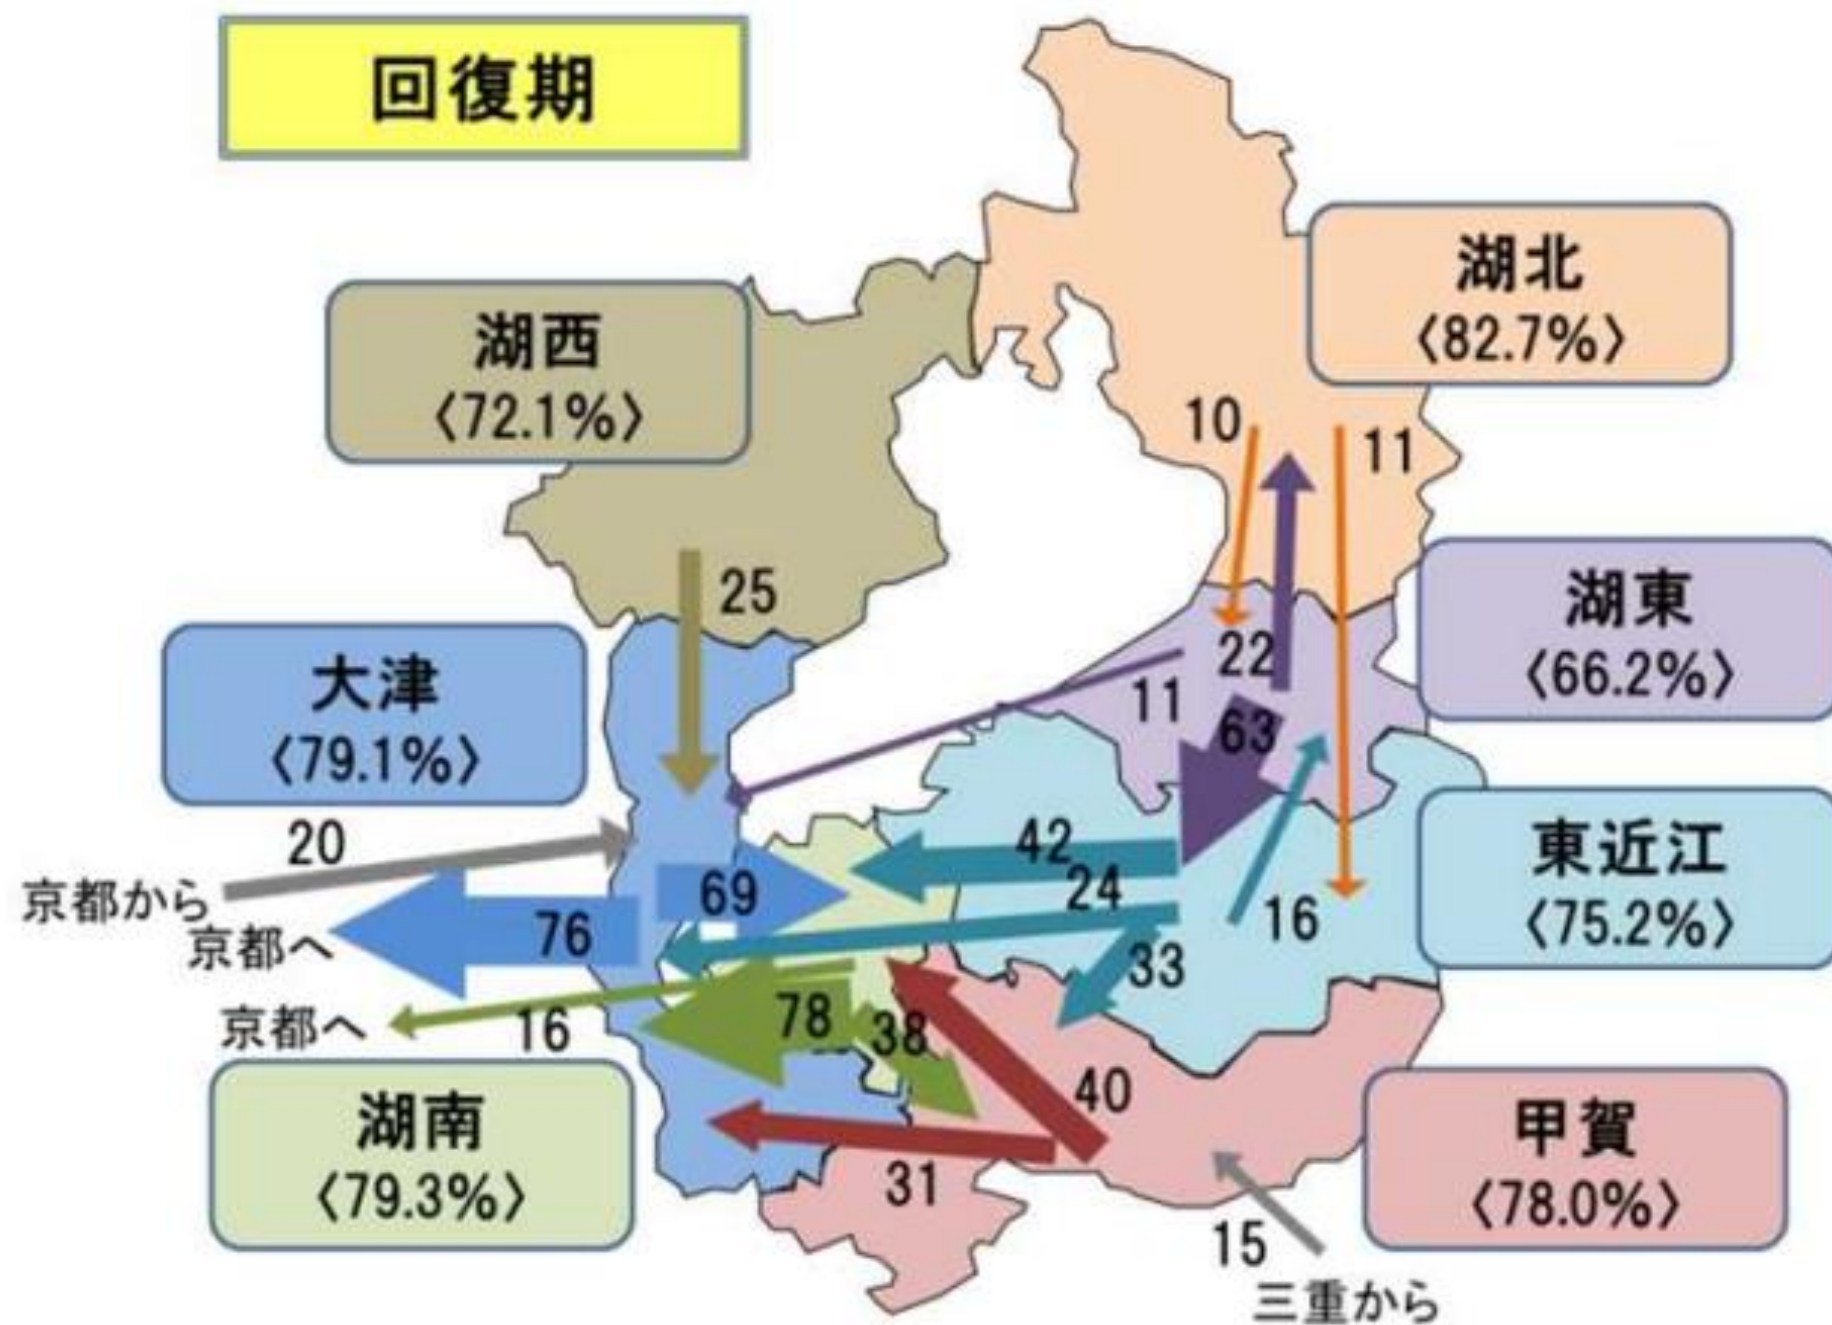 回復期
湖北
〈82.7%〉
湖西
〈72.1%〉
10
11
湖東
〈66.2%〉
25
22
大津
〈79.1%〉
11
63
20
42
東近江
〈75.2%〉
京都から
69
24
京都へ
76
16
33
京都へ
16
78
38
湖南
〈79.3%〉
40
甲賀
〈78.0%〉
31
15
三重から